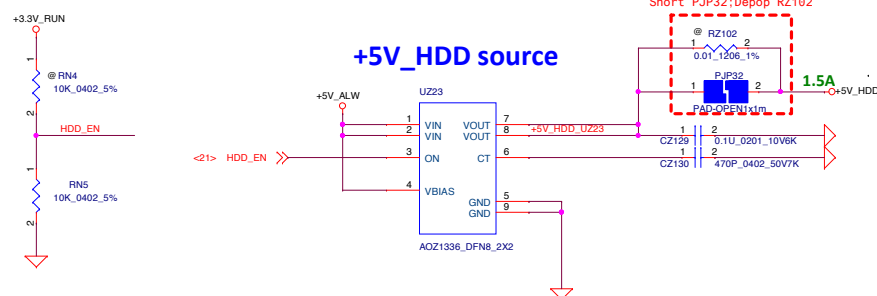 Short PJP32;Depop RZ102
+3.3V_RUN
@ RZ102
1 2
0.01_1206_1%
+5V_HDD source
1
@ RN4
10K_0402_5%
2
PJP32
1 2
1.5A
+5V_HD
PAD-OPEN1x1m
+5V_ALW
UZ23
HDD_EN
1 VIN VOUT 7
2 VIN VOUT 8 +5V_HDD_UZ23
1 2
CZ129 0.1U_0201_10V6K
<21> HDD_EN
3 ON CT 6
1 2
CZ130 470P_0402_50V7K
1
RN5
10K_0402_5%
2
4 VBIAS
GND 5
GND 9
AOZ1336_DFN8_2X2